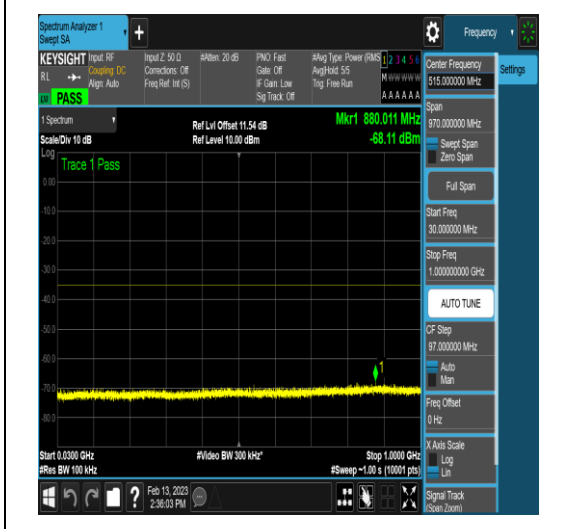 Spectrum Analyzer 1
Swept SA
+
Frequency
KEYSIGHT
Input: RF
Coupling: DC
Align: Auto
Input Z: 50 Ω
Corrections: Off
Freq Ref: Int (S)
#Atten: 20 dB
PNO: Fast
Gate: Off
IF Gain: Low
Sig Track: Off
#Avg Type: Power (RMS
Avg|Hold: 5/5
Trig: Free Run
1 2 3 4 5 6
M W W W W W
A A A A A A
RL
PASS
1 Spectrum
Scale/Div 10 dB
Ref Lvl Offset 11.54 dB
Ref Level 10.00 dBm
Mkr1 880.011 MHz
-68.11 dBm
Log
Trace 1 Pass
0.00
-10.0
-20.0
-30.0
-40.0
-50.0
-60.0
-70.0
-80.0
1
Start 0.0300 GHz
#Res BW 100 kHz
#Video BW 300 kHz*
Stop 1.0000 GHz
#Sweep ~1.00 s (10001 pts)
Feb 13, 2023
2:36:03 PM
?
Center Frequency
515.000000 MHz
Settings
Span
970.000000 MHz
Swept Span
Zero Span
Full Span
Start Freq
30.000000 MHz
Stop Freq
1.000000000 GHz
AUTO TUNE
CF Step
97.000000 MHz
Auto
Man
Freq Offset
0 Hz
X Axis Scale
Log
Lin
Signal Track
(Span Zoom)